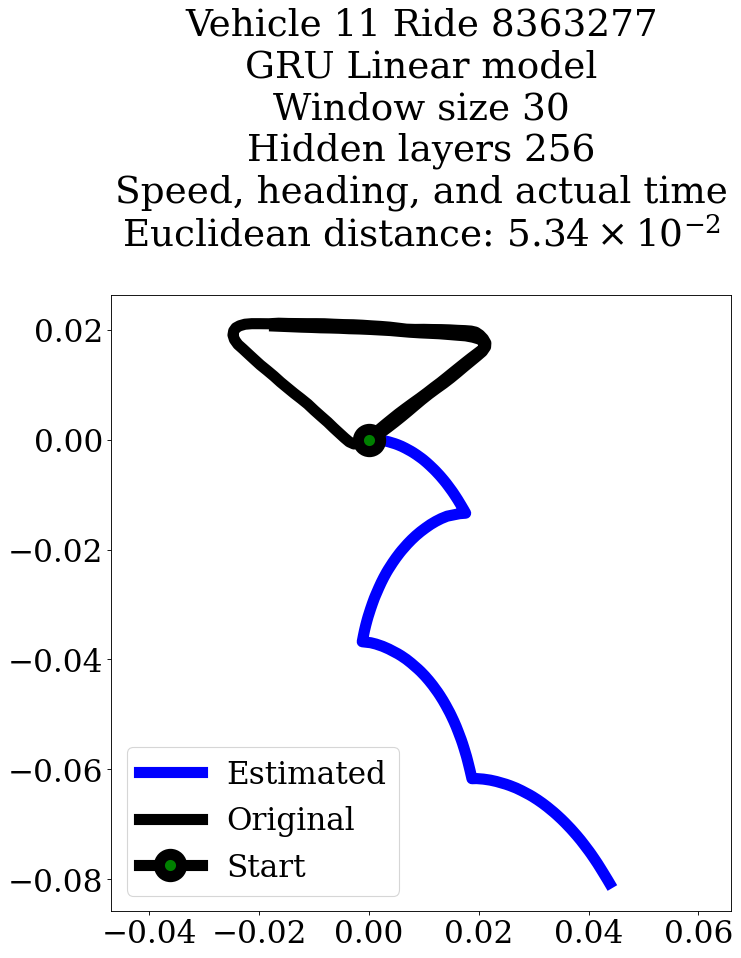 Vehicle 11 Ride 8363277
GRU Linear model
Window size 30
Hidden layers 256
Speed, heading, and actual time
Euclidean distance: 5.34 × 10⁻²
0.02
0.00
−0.02
−0.04
−0.06
−0.08
Estimated
Original
Start
−0.04 −0.02 0.00 0.02 0.04 0.06